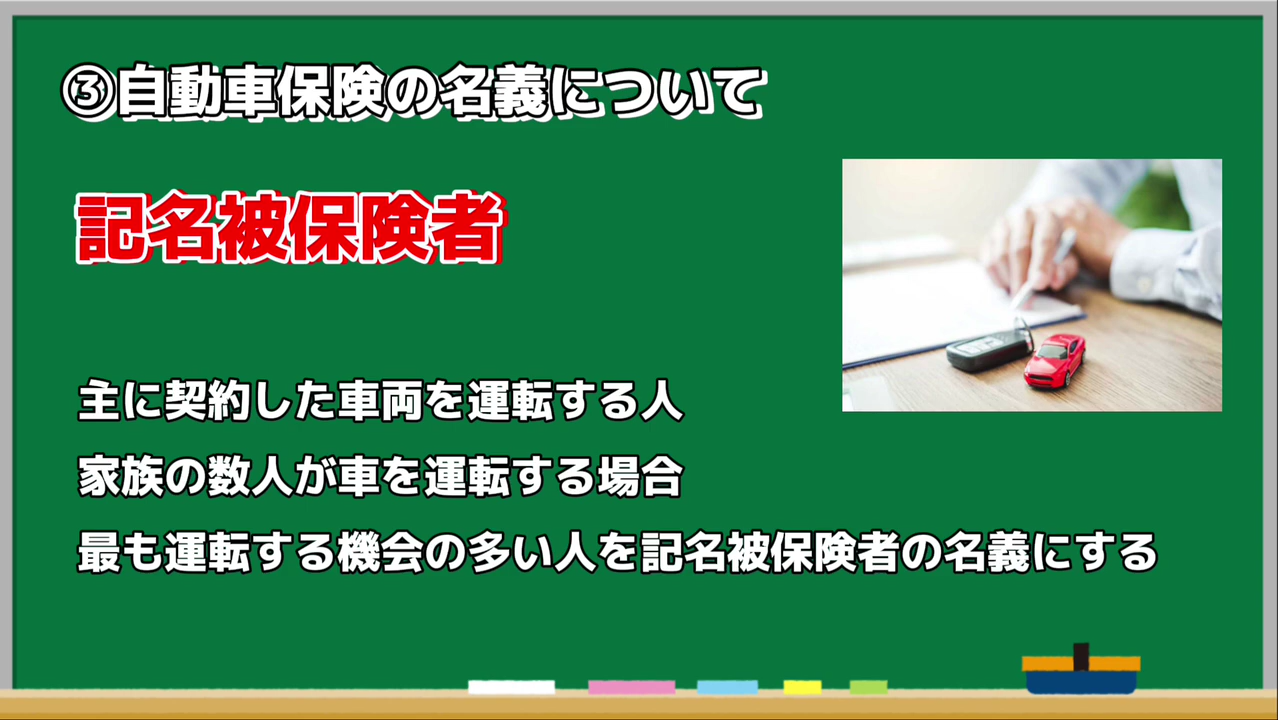 ③自動車保険の名義について
記名被保険者
主に契約した車両を運転する人
家族の数人が車を運転する場合
最も運転する機会の多い人を記名被保険者の名義にする